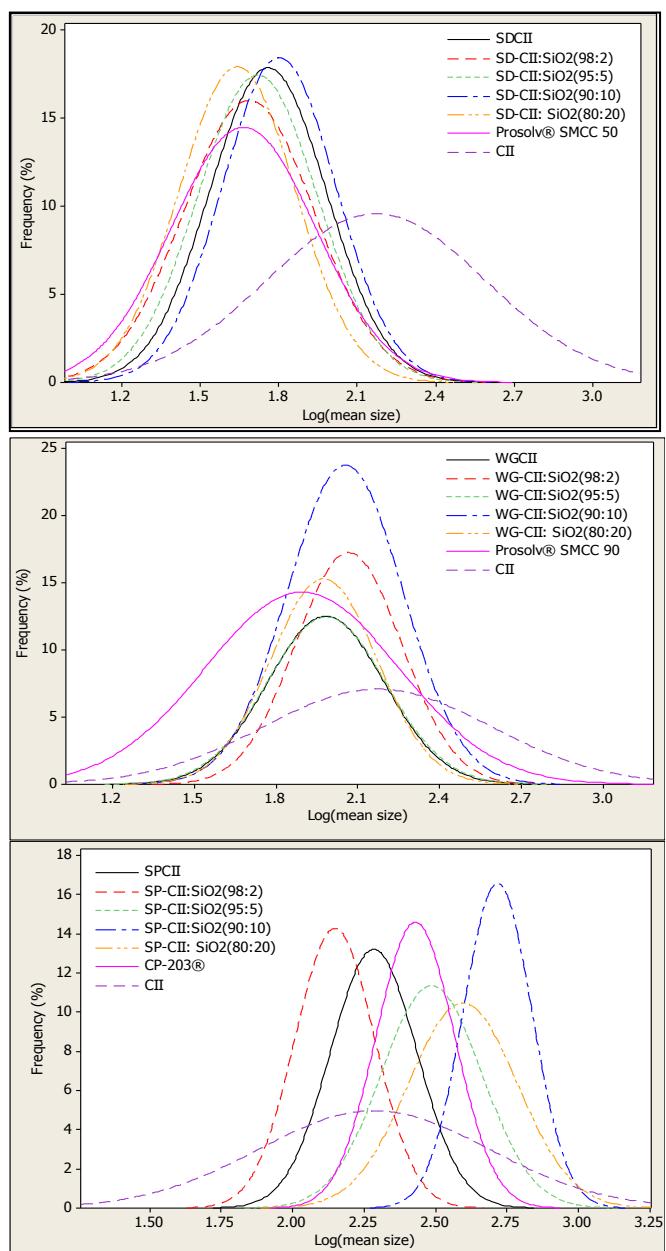 20
15
10
5
0
Frequency (%)
SDCII
SD-CII:SiO2(98:2)
SD-CII:SiO2(95:5)
SD-CII:SiO2(90:10)
SD-CII: SiO2(80:20)
Prosolv® SMCC 50
CII
1.2 1.5 1.8 2.1 2.4 2.7 3.0
Log(mean size)
25
20
15
10
5
0
Frequency (%)
WGCII
WG-CII:SiO2(98:2)
WG-CII:SiO2(95:5)
WG-CII:SiO2(90:10)
WG-CII: SiO2(80:20)
Prosolv® SMCC 90
CII
1.2 1.5 1.8 2.1 2.4 2.7 3.0
Log(mean size)
18
16
14
12
10
8
6
4
2
0
Frequency (%)
SPCII
SP-CII:SiO2(98:2)
SP-CII:SiO2(95:5)
SP-CII:SiO2(90:10)
SP-CII: SiO2(80:20)
CP-203®
CII
1.50 1.75 2.00 2.25 2.50 2.75 3.00 3.25
Log(mean size)